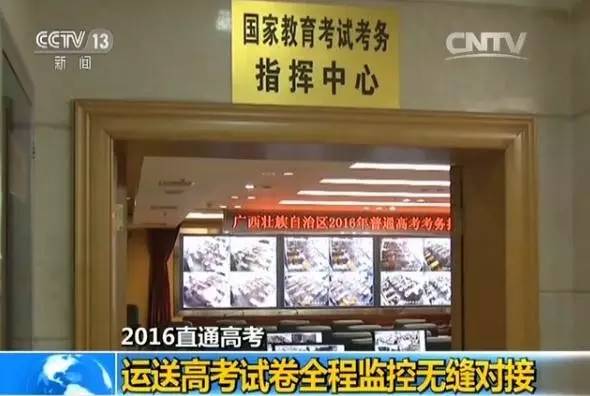 CCTV 13
新闻
国家教育考试考务
指挥中心
CNTV
广西壮族自治区2016年普通高考考务指
2016直通高考
运送高考试卷全程监控无缝对接